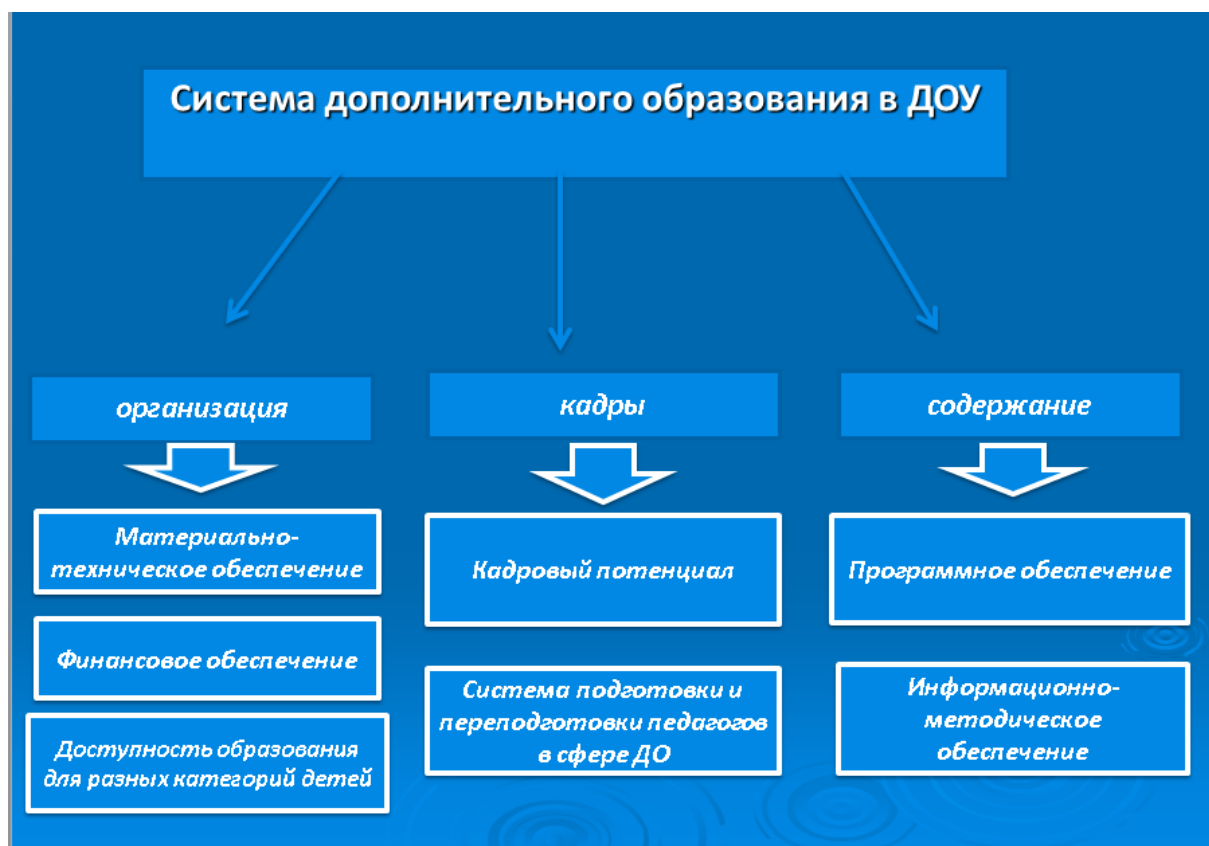 Система дополнительного образования в ДОУ
организация
кадры
содержание
Материально-
техническое обеспечение
Финансовое обеспечение
Доступность образования
для разных категорий детей
Кадровый потенциал
Система подготовки и
переподготовки педагогов
в сфере ДО
Программное обеспечение
Информационно-
методическое
обеспечение